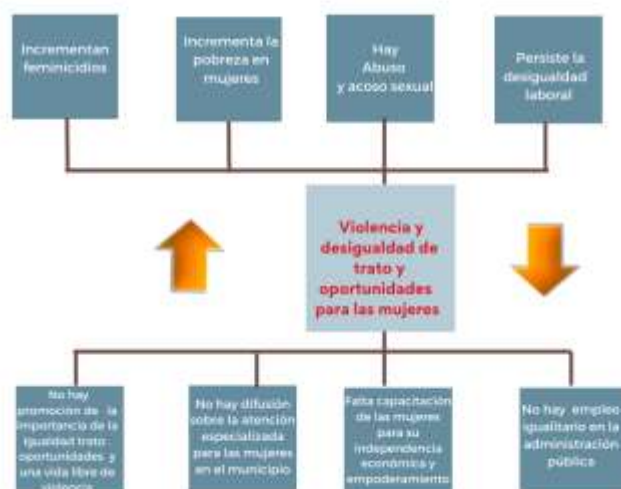 Incrementan
feminicidios
Incrementa la
pobreza en
mujeres
Hay
Abuso
y acoso sexual
Persiste la
desigualdad
laboral
Violencia y
desigualdad de
trato y
oportunidades
para las mujeres
No hay
promoción de la
importancia de la
igualdad trato
oportunidades y
una vida libre de
violencia
No hay difusión
sobre la atención
especializada
para las mujeres
en el municipio
Falta capacitación
de las mujeres
para su
independencia
económica y
empoderamiento
No hay empleo
igualitario en la
administración
pública